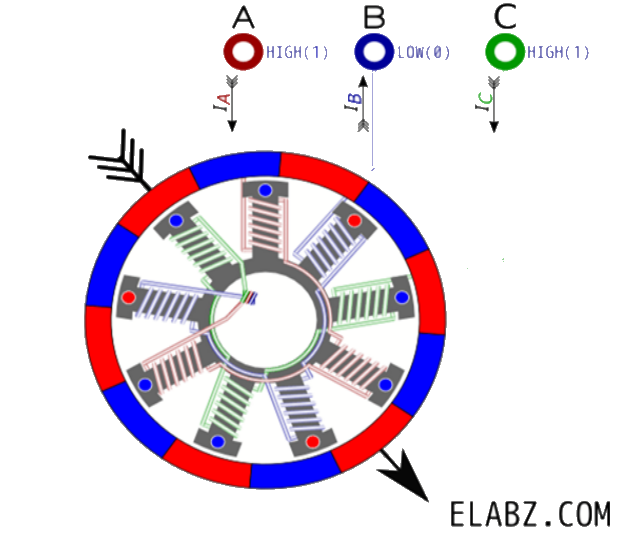 A B C
HIGH(1) LOW(0) HIGH(1)
IA IB IC
ELABZ.COM